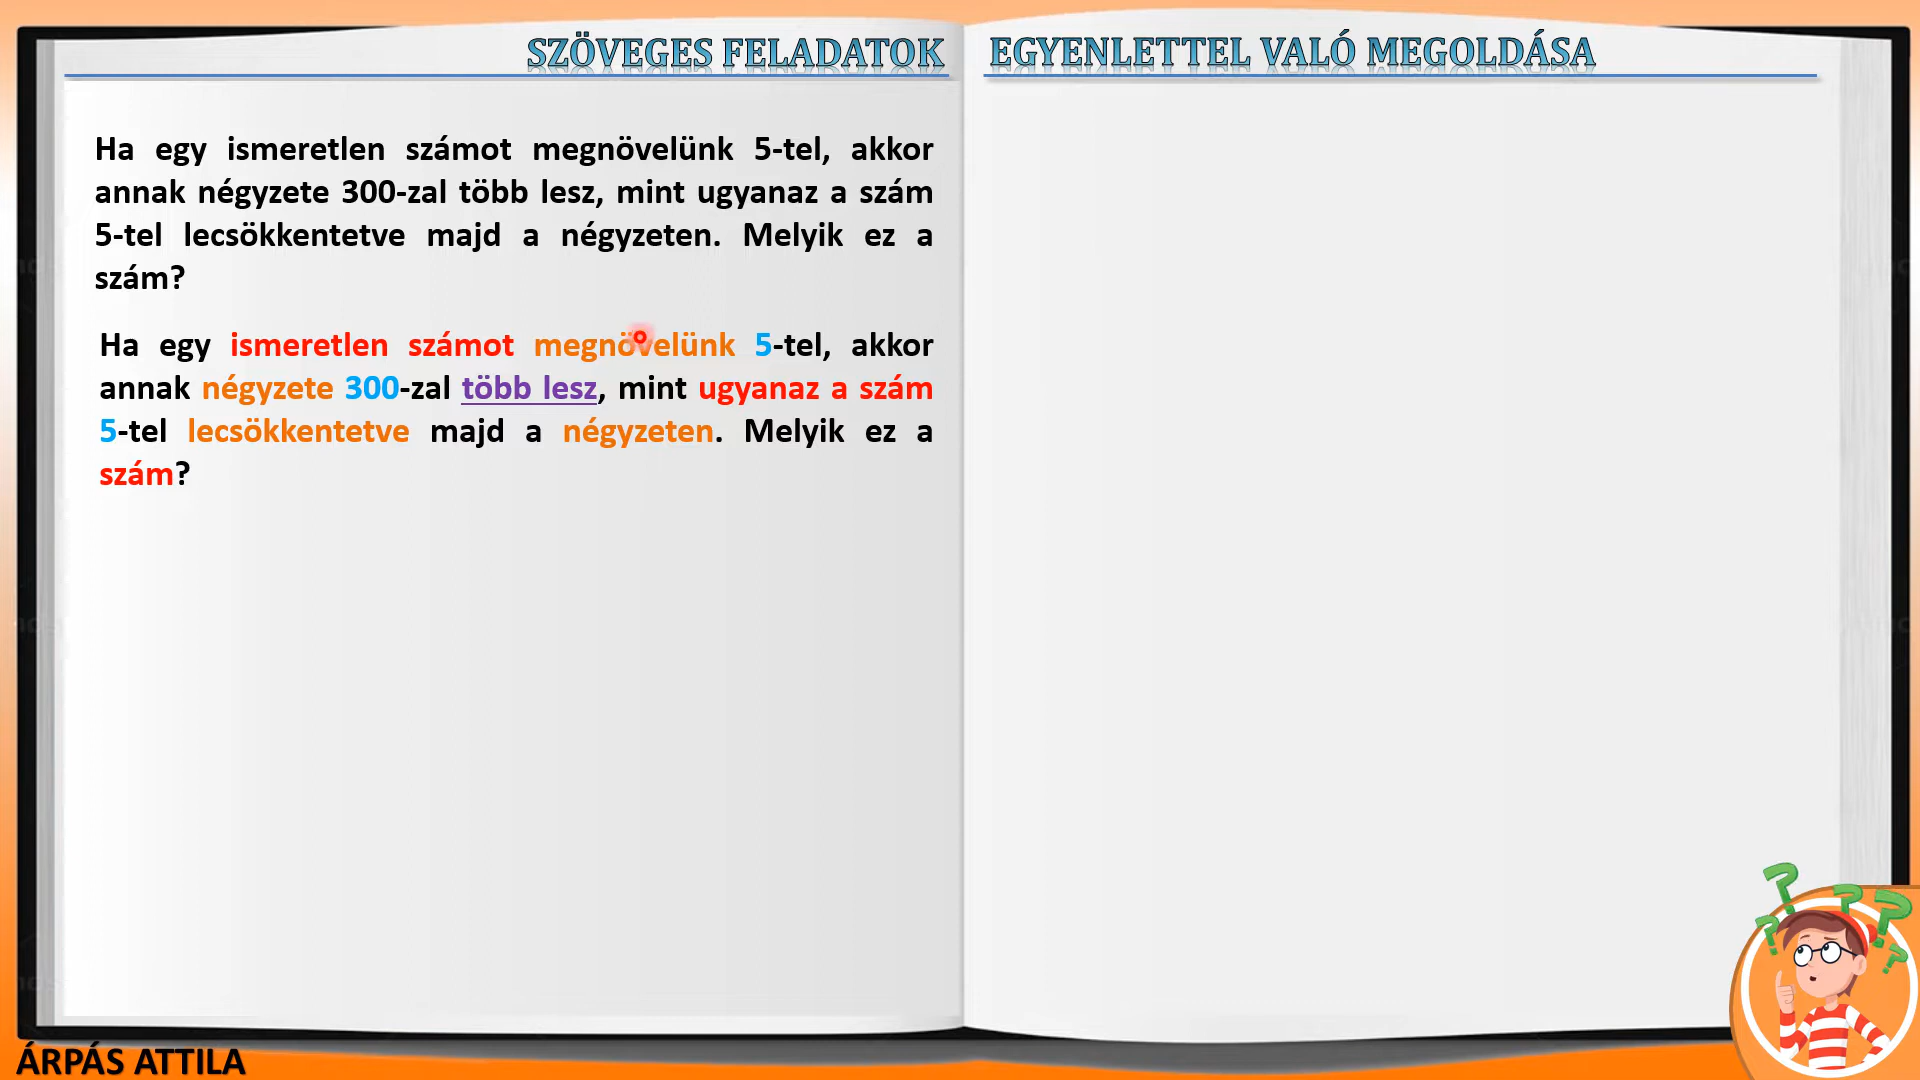 SZÖVEGES FELADATOK
EGYENLETTEL VALÓ MEGOLDÁSA
Ha egy ismeretlen számot megnövelünk 5-tel, akkor
annak négyzete 300-zal több lesz, mint ugyanaz a szám
5-tel lecsökkentetve majd a négyzeten. Melyik ez a
szám?
Ha egy ismeretlen számot megnövelünk 5-tel, akkor
annak négyzete 300-zal több lesz, mint ugyanaz a szám
5-tel lecsökkentetve majd a négyzeten. Melyik ez a
szám?
ÁRPÁS ATTILA